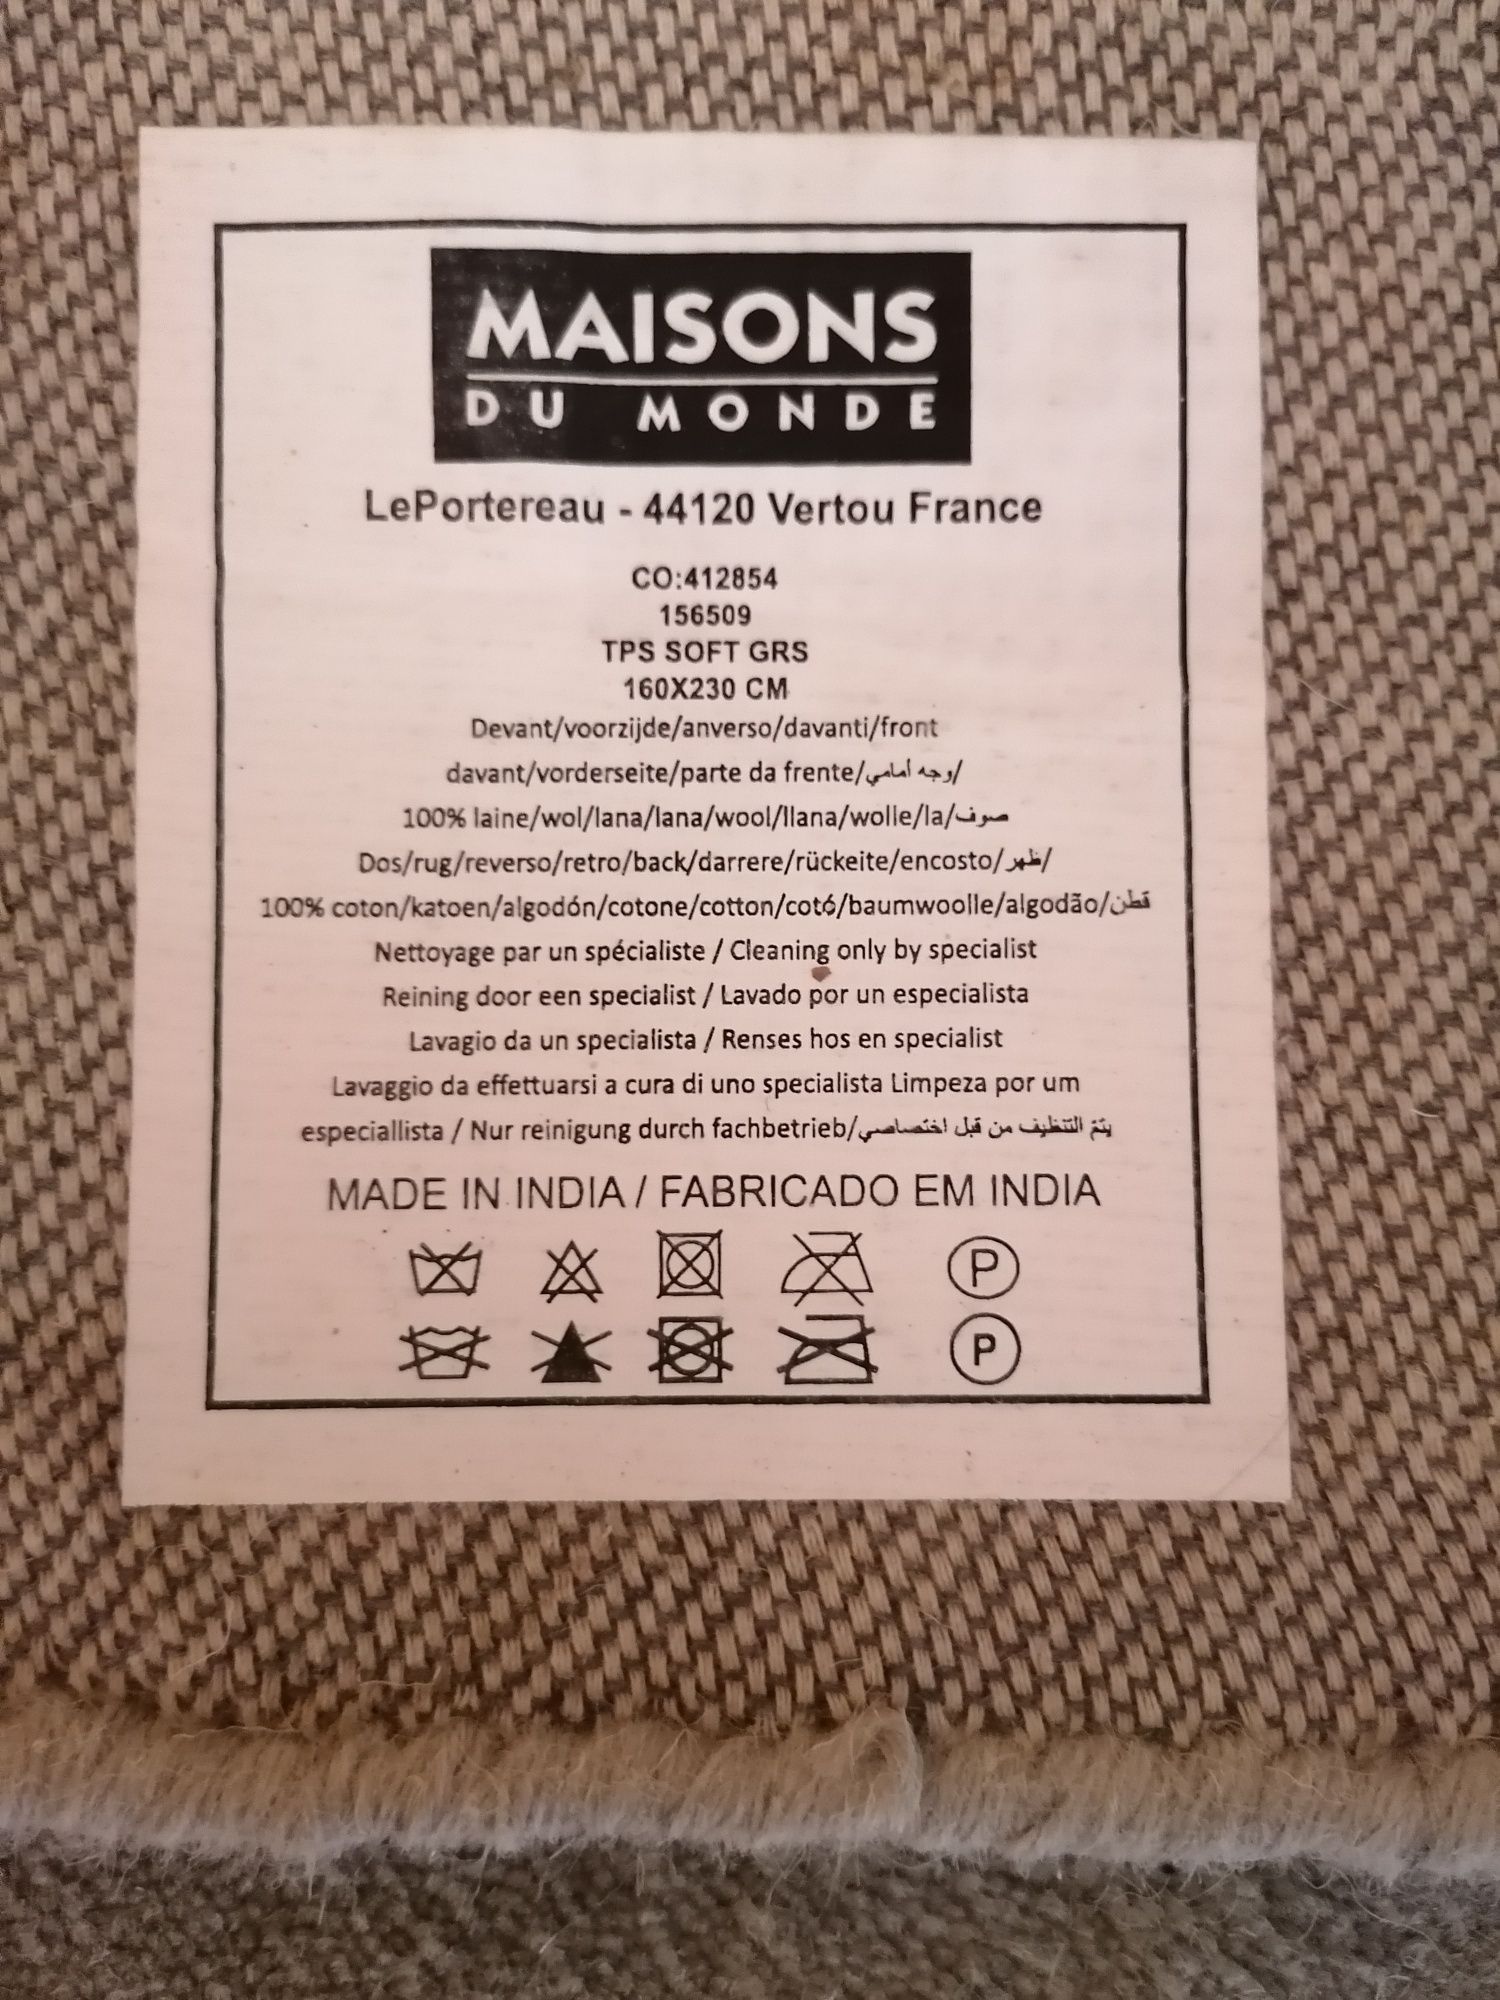 MAISONS
DU MONDE
LePortereau - 44120 Vertou France
CO:412854
156509
TPS SOFT GRS
160X230 CM
Devant/voorzijde/anverso/davanti/front
davant/vorderseite/parte da frente/وجه أمامي/
100% laine/wol/lana/lana/wool/llana/wolle/la/صوف
Dos/rug/reverso/retro/back/darrere/rückeite/encosto/ظهر/
100% coton/katoen/algodón/cotone/cotton/cotó/baumwoolle/algodão/قطن
Nettoyage par un spécialiste / Cleaning only by specialist
Reining door een specialist / Lavado por un especialista
Lavagio da un specialista / Renses hos en specialist
Lavaggio da effettuarsi a cura di uno specialista Limpeza por um
especiallista / Nur reinigung durch fachbetrieb/يتمّ التنظيف من قبل اختصاصي
MADE IN INDIA / FABRICADO EM INDIA
P
P